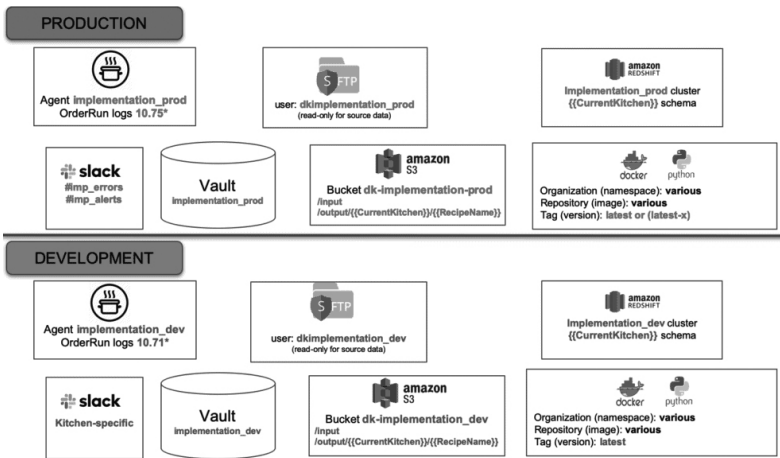 PRODUCTION
Agent implementation_prod
OrderRun logs 10.75*
SFTP
user: dkimplementation_prod
(read-only for source data)
amazon
REDSHIFT
Implementation_prod cluster
{{CurrentKitchen}} schema
slack
#imp_errors
#imp_alerts
Vault
Implementation_prod
amazon
S3
Bucket dk-implementation-prod
/input
/output/{{CurrentKitchen}}/{{RecipeName}}
docker
python
Organization (namespace): various
Repository (image): various
Tag (version): latest or (latest-x)
DEVELOPMENT
Agent implementation_dev
OrderRun logs 10.71*
SFTP
user: dkimplementation_dev
(read-only for source data)
amazon
REDSHIFT
Implementation_dev cluster
{{CurrentKitchen}} schema
slack
Kitchen-specific
Vault
implementation_dev
amazon
S3
Bucket dk-implementation_dev
/input
/output/{{CurrentKitchen}}/{{RecipeName}}
docker
python
Organization (namespace): various
Repository (image): various
Tag (version): latest